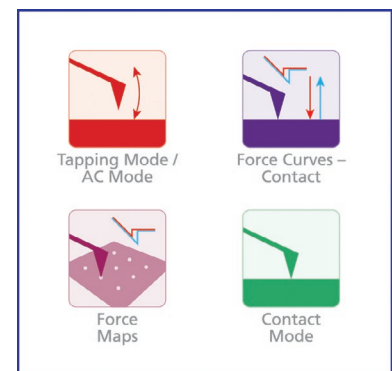 Tapping Mode /
AC Mode
Force Curves –
Contact
Force
Maps
Contact
Mode